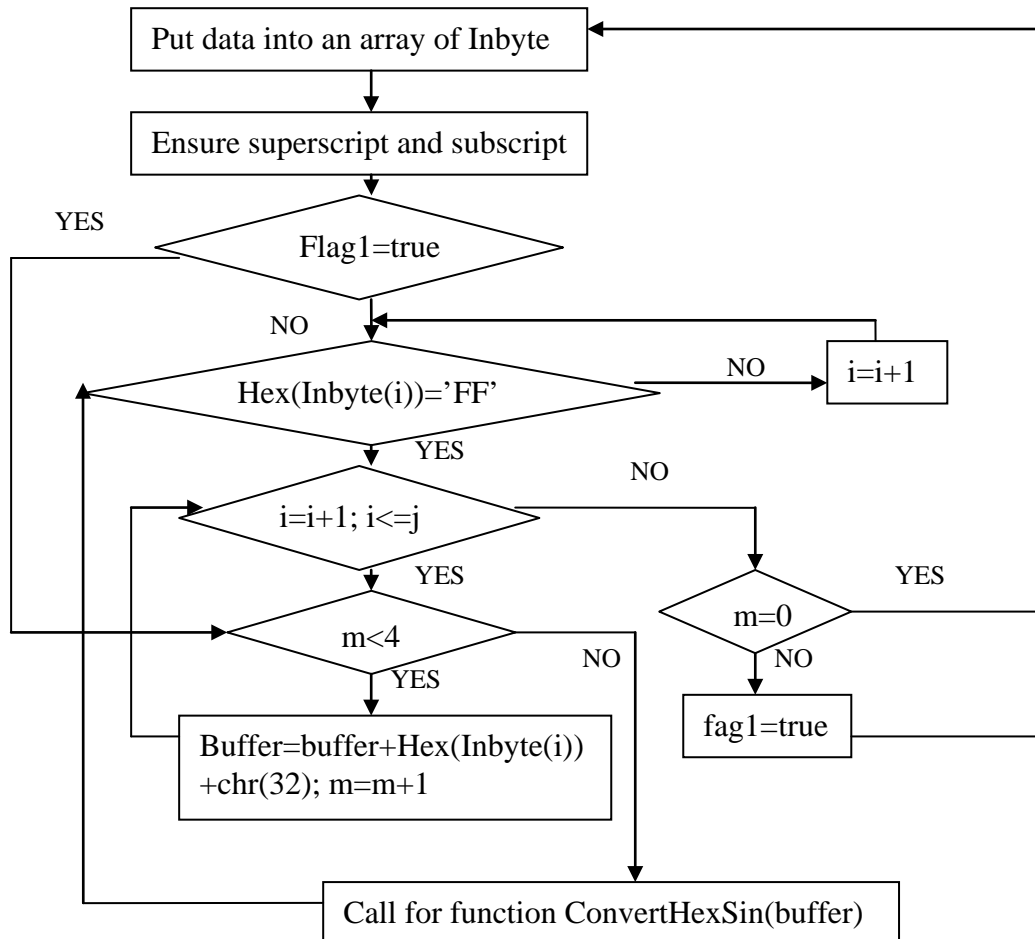 Put data into an array of Inbyte
Ensure superscript and subscript
YES
Flag1=true
NO
Hex(Inbyte(i))=’FF’
NO
i=i+1
YES
NO
i=i+1; i<=j
YES
YES
m=0
m<4
NO
NO
YES
fag1=true
Buffer=buffer+Hex(Inbyte(i))
+chr(32); m=m+1
Call for function ConvertHexSin(buffer)